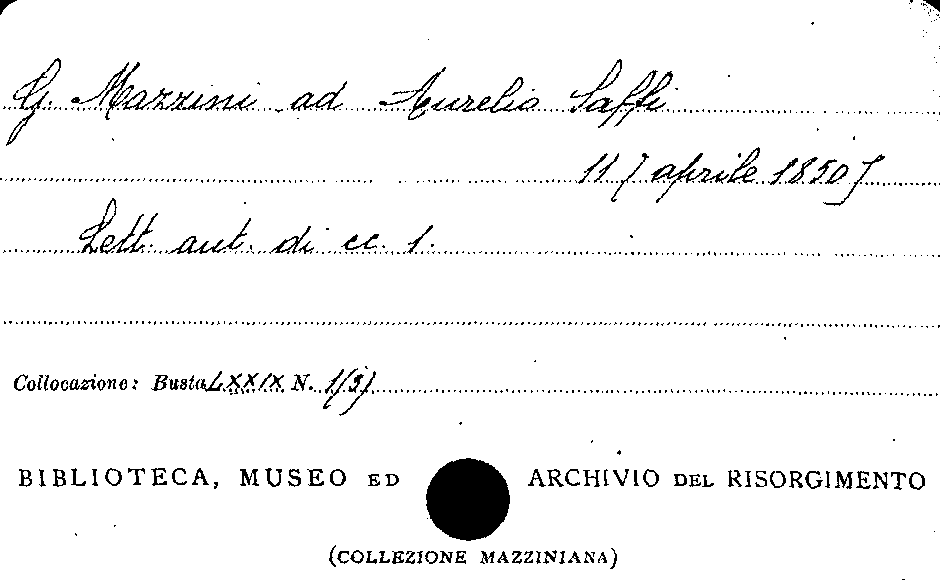 G. Mazzini ad Aurelio Saffi
11 [aprile 1850]
Lett. aut. di cc. 1.
Collocazione: Busta LXXIX N. 1(3)
BIBLIOTECA, MUSEO ED ARCHIVIO DEL RISORGIMENTO
(COLLEZIONE MAZZINIANA)